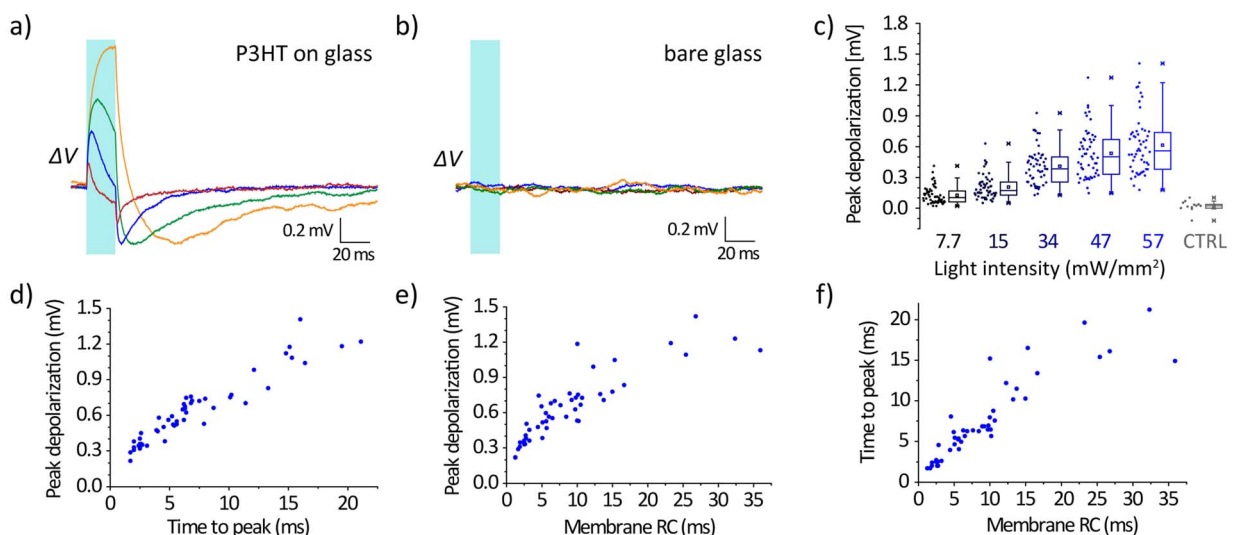 a)
P3HT on glass
ΔV
0.2 mV
20 ms
b)
bare glass
ΔV
0.2 mV
20 ms
c)
Peak depolarization [mV]
1.8
1.5
1.2
0.9
0.6
0.3
0.0
7.7 15 34 47 57 CTRL
Light intensity (mW/mm²)
d)
Peak depolarization (mV)
1.5
1.2
0.9
0.6
0.3
0.0
0 5 10 15 20
Time to peak (ms)
e)
Peak depolarization (mV)
1.5
1.2
0.9
0.6
0.3
0.0
0 5 10 15 20 25 30 35
Membrane RC (ms)
f)
Time to peak (ms)
20
15
10
5
0
0 5 10 15 20 25 30 35
Membrane RC (ms)